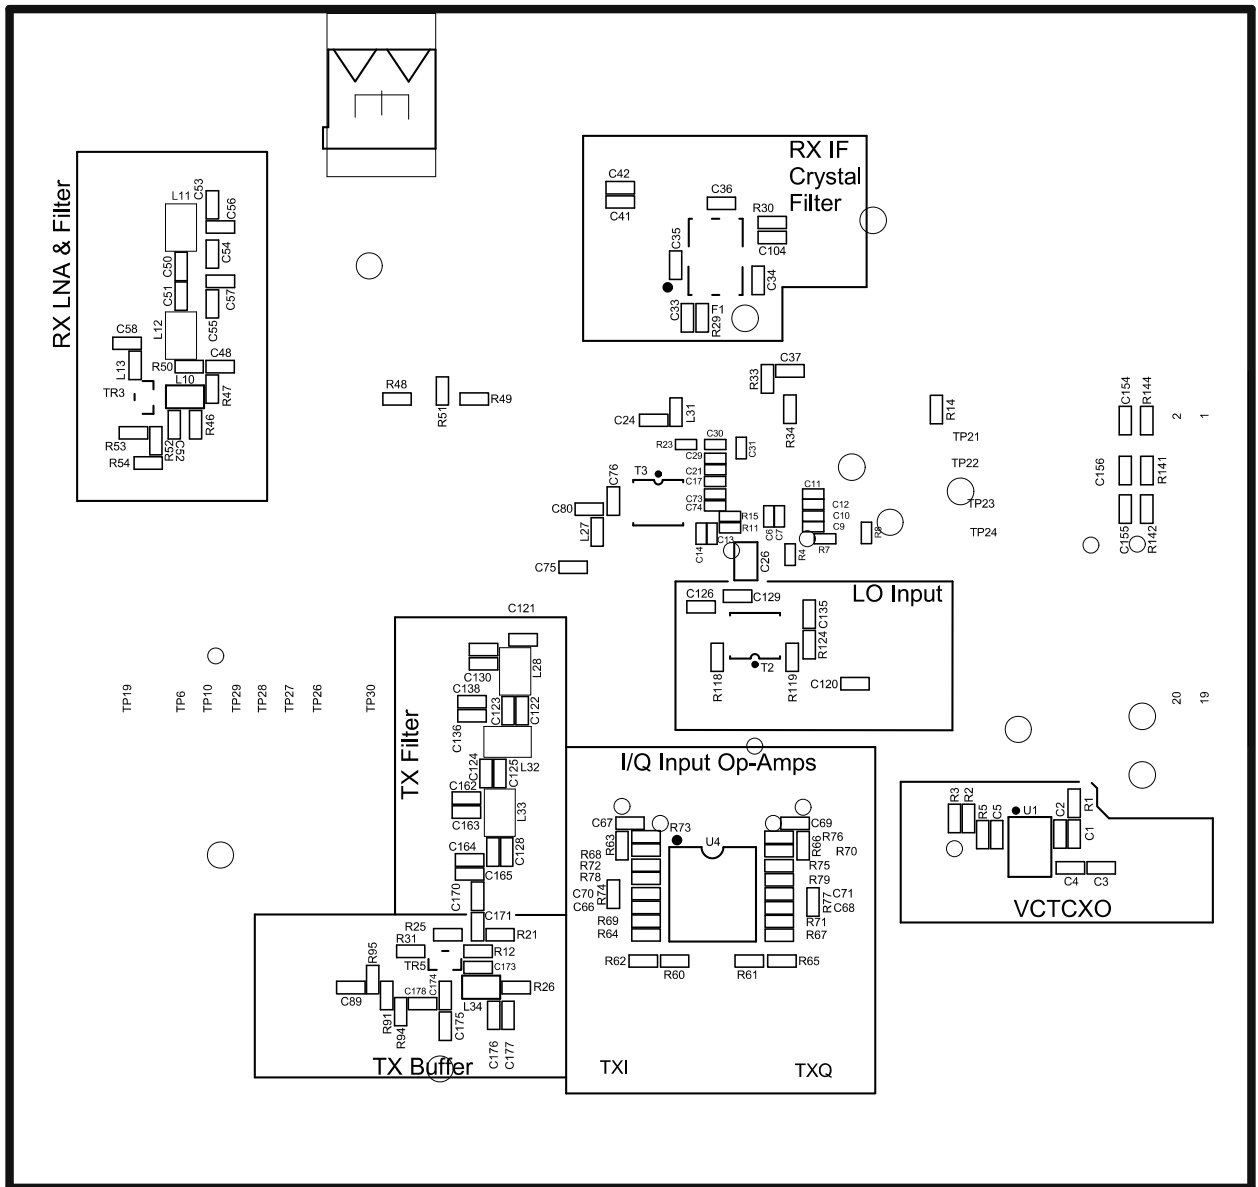 RX LNA & Filter
L11
C53
C56
C50
C54
C51
C57
C55
L12
C58
L13
R50
C48
L10
TR3
R47
R46
R53
R52
C52
R54
RX IF
Crystal
Filter
C42
C41
C36
R30
C104
C35
C34
C33
R29
F1
R48
R51
R49
C24
L31
R33
C37
R34
R14
C154
R144
2
1
TP21
TP22
TP23
TP24
C156
R141
C155
R142
R23
C30
C31
C29
C21
C17
T3
C76
C80
L27
C73
C74
R15
R11
C14
C13
C6
C7
C11
C12
C10
C9
R7
R8
R4
C26
C75
LO Input
C126
C129
C135
R124
T2
R118
R119
C120
TP19
TP6
TP10
TP29
TP28
TP27
TP26
TP30
20
19
TX Filter
C121
C130
L28
C138
C123
C122
C136
L32
C124
C125
C162
L33
C163
C164
C128
C165
C170
C171
I/Q Input Op-Amps
C67
R73
C69
R63
U4
R66
R76
R68
R70
R72
R75
R78
R79
R74
C70
R77
C71
C66
C68
R69
R71
R64
R67
R62
R60
R61
R65
TXI
TXQ
VCTCXO
R3
R2
R5
C5
U1
C2
R1
C1
C4
C3
R25
R21
R31
R12
TR5
C173
R95
C174
C89
C178
L34
R26
R91
R94
C175
C176
C177
TX Buffer